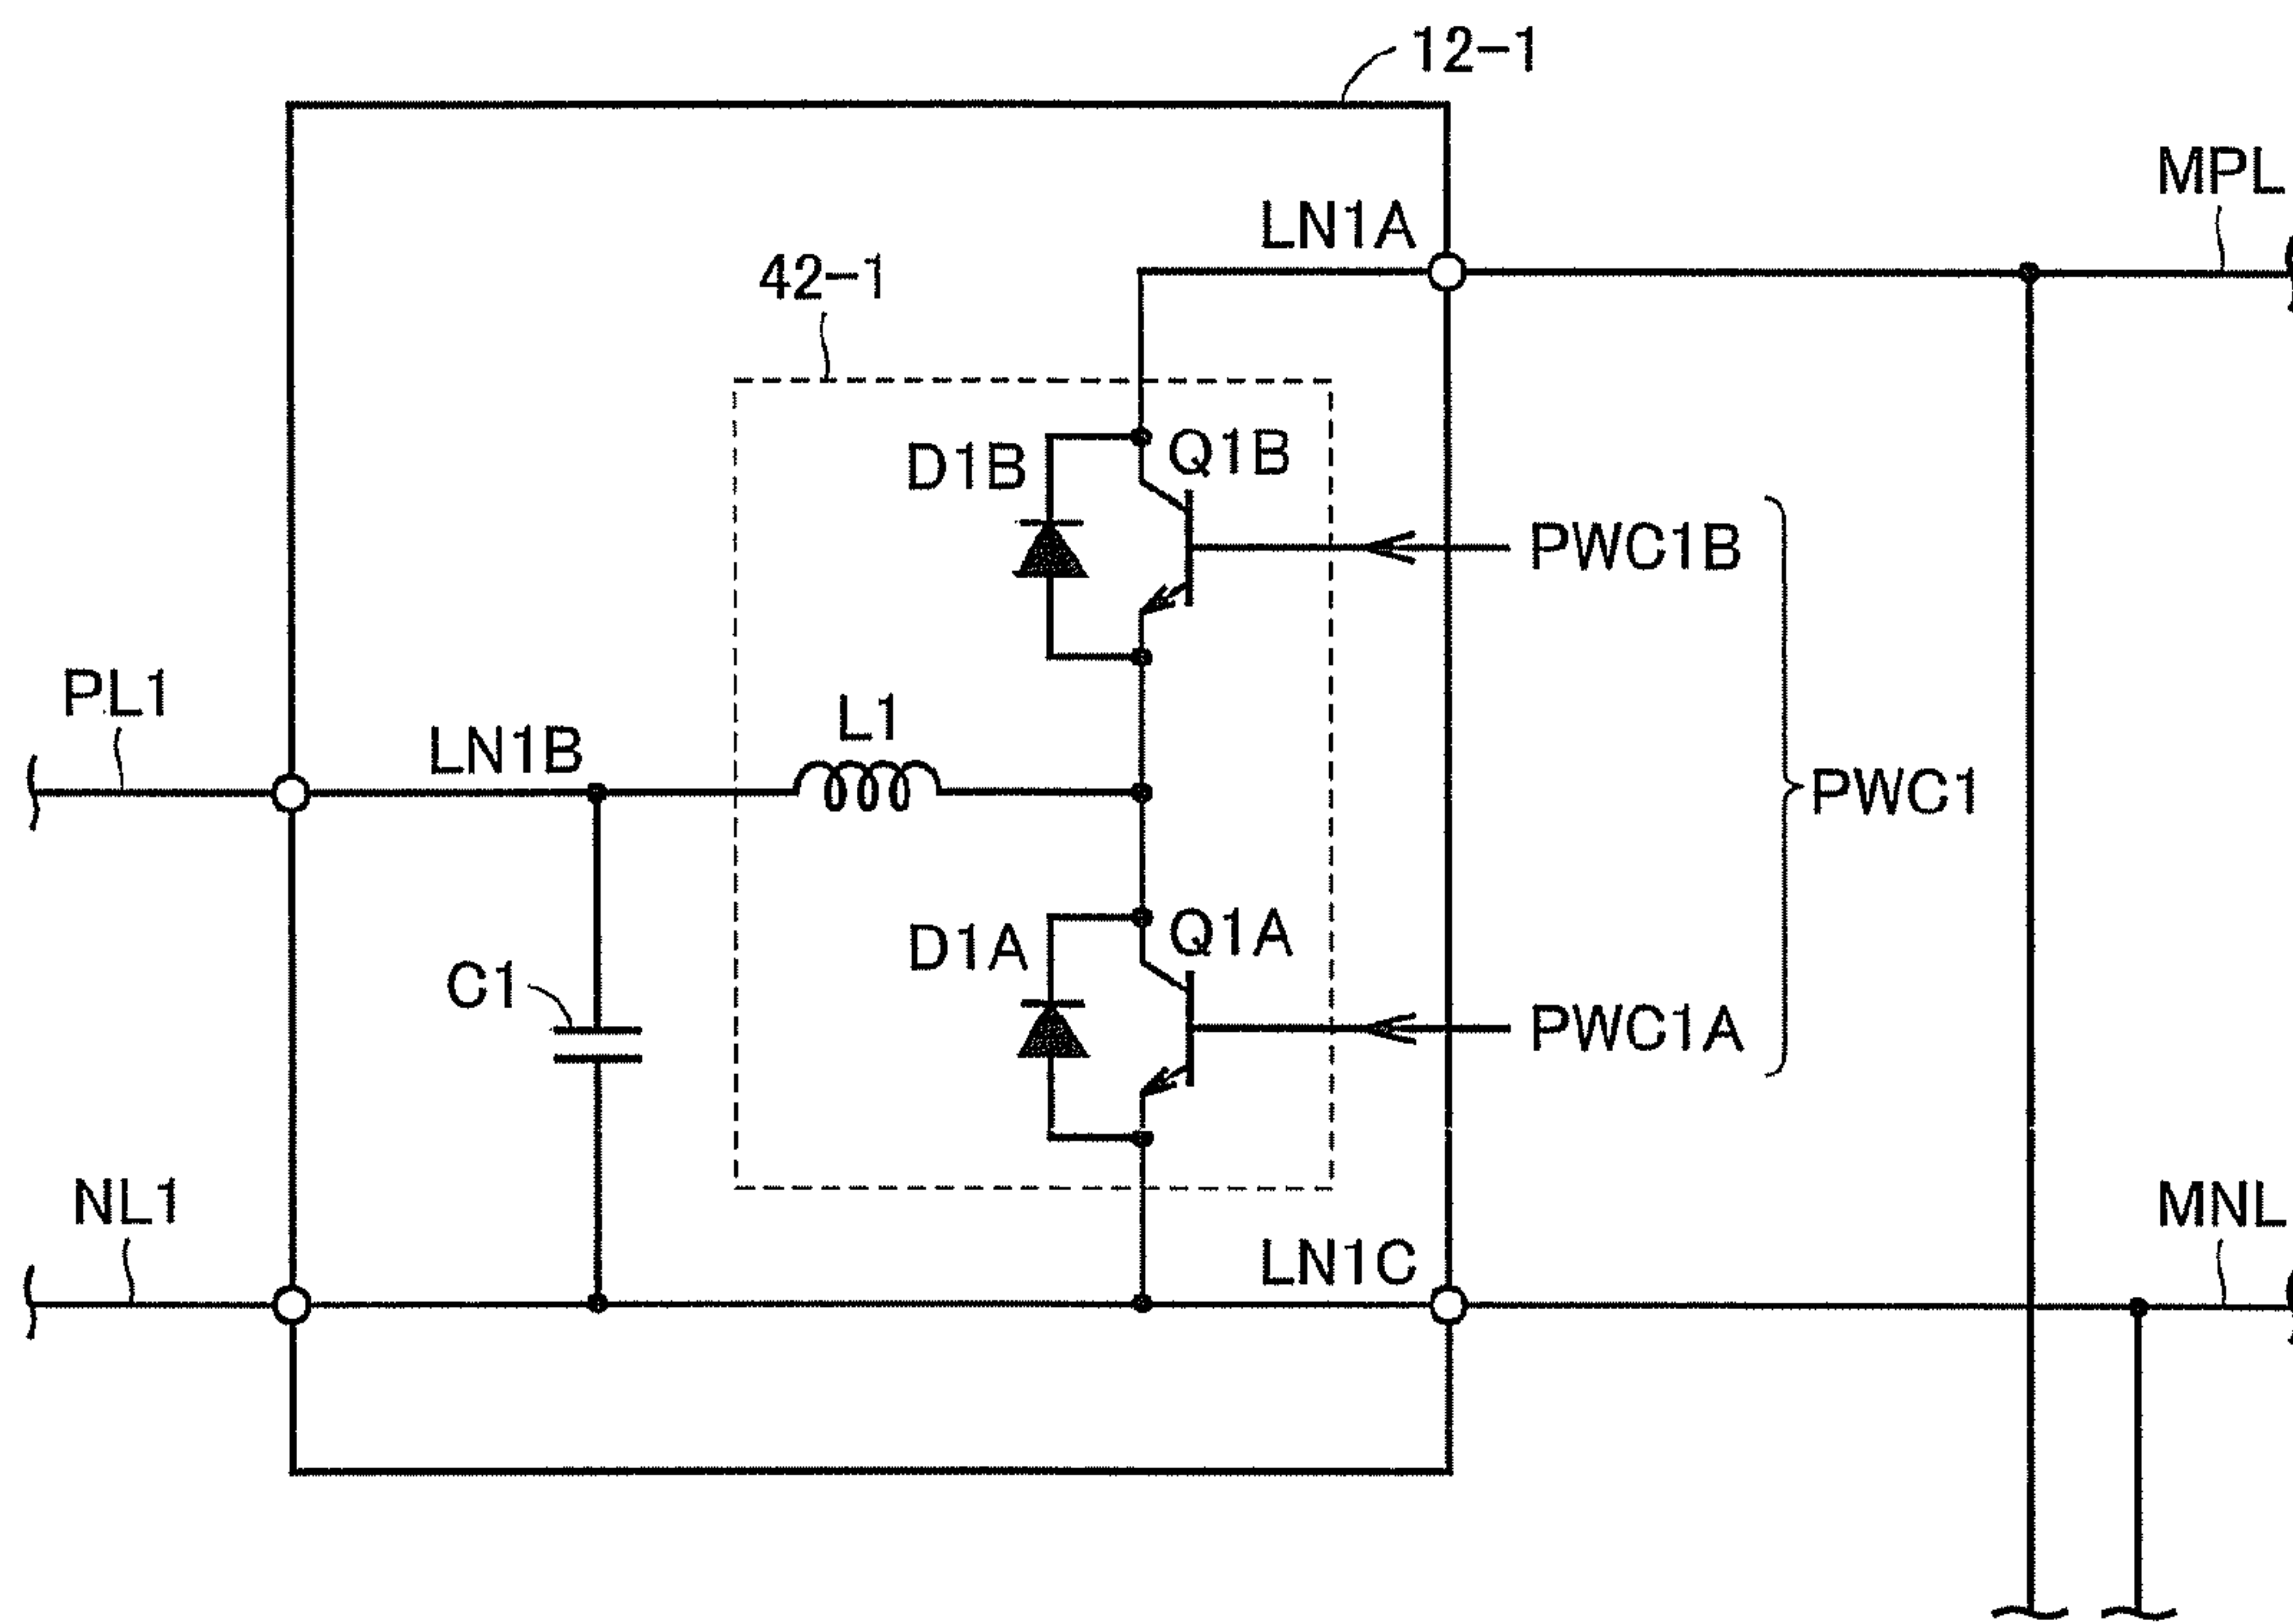 12-1
MPL
LN1A
42-1
D1B
Q1B
PWC1B
PL1
LN1B
L1
PWC1
D1A
Q1A
C1
PWC1A
NL1
MNL
LN1C